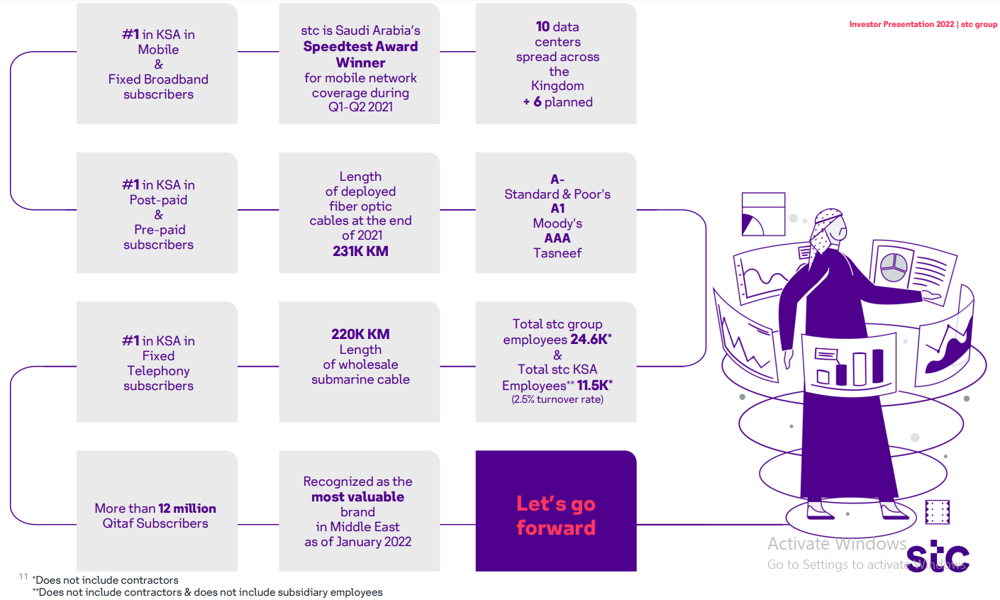 Investor Presentation 2022 | stc group
#1 in KSA in
Mobile
&
Fixed Broadband
subscribers
stc is Saudi Arabia’s
Speedtest Award
Winner
for mobile network
coverage during
Q1-Q2 2021
10 data
centers
spread across
the
Kingdom
+ 6 planned
#1 in KSA in
Post-paid
&
Pre-paid
subscribers
Length
of deployed
fiber optic
cables at the end
of 2021
231K KM
A-
Standard & Poor's
A1
Moody's
AAA
Tasneef
#1 in KSA in
Fixed
Telephony
subscribers
220K KM
Length
of wholesale
submarine cable
Total stc group
employees 24.6K*
&
Total stc KSA
Employees** 11.5K*
(2.5% turnover rate)
More than 12 million
Qitaf Subscribers
Recognized as the
most valuable
brand
in Middle East
as of January 2022
Let’s go
forward
Activate Windows
Go to Settings to activate Windows.
stc
11 *Does not include contractors
**Does not include contractors & does not include subsidiary employees